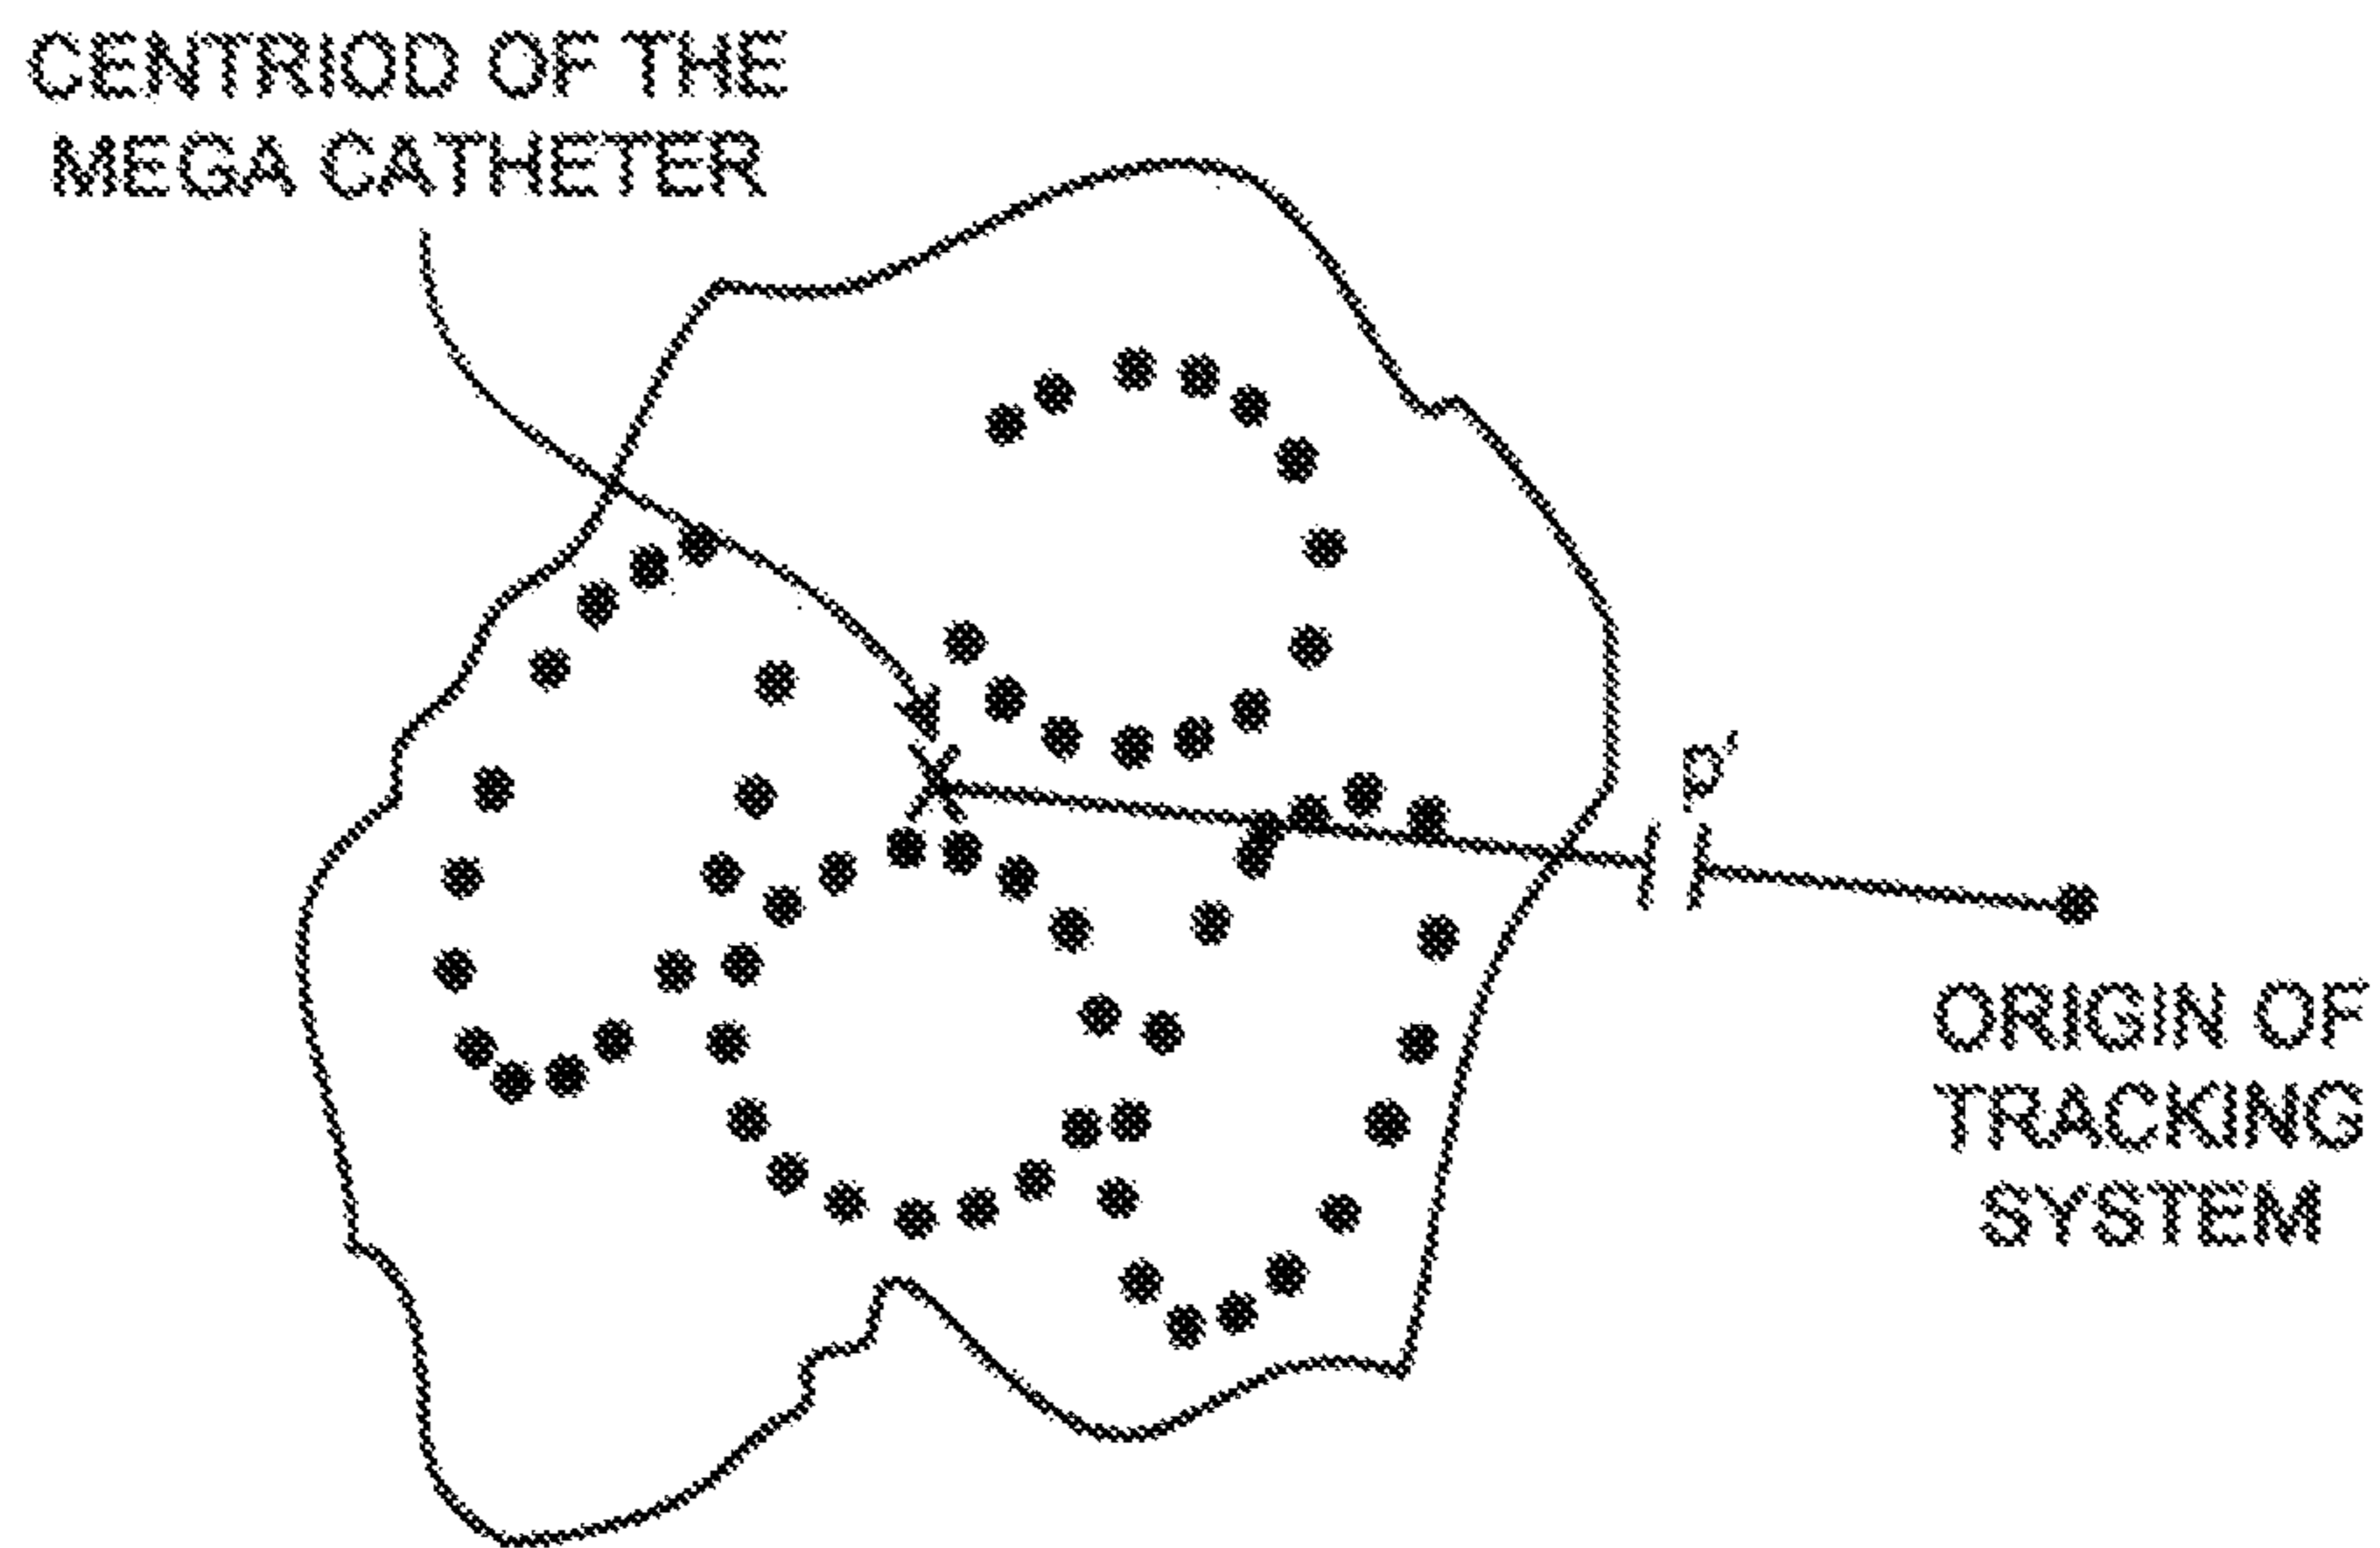 CENTRIOD OF THE
MEGA CATHETER
p'
ORIGIN OF
TRACKING
SYSTEM